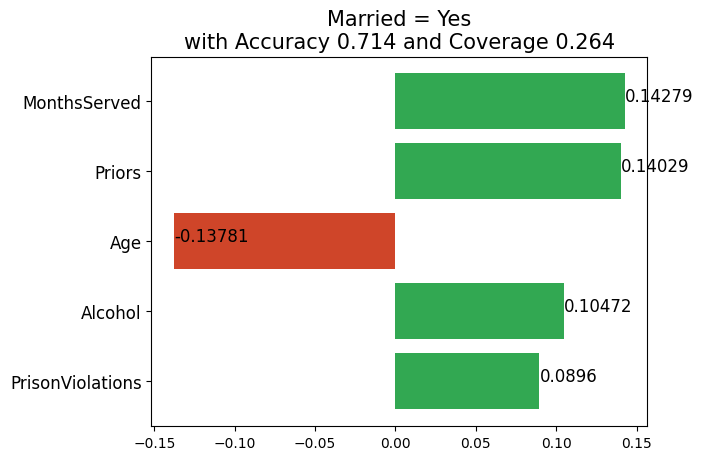 Married = Yes
with Accuracy 0.714 and Coverage 0.264
MonthsServed
0.14279
Priors
0.14029
Age
-0.13781
Alcohol
0.10472
PrisonViolations
0.0896
−0.15 −0.10 −0.05 0.00 0.05 0.10 0.15